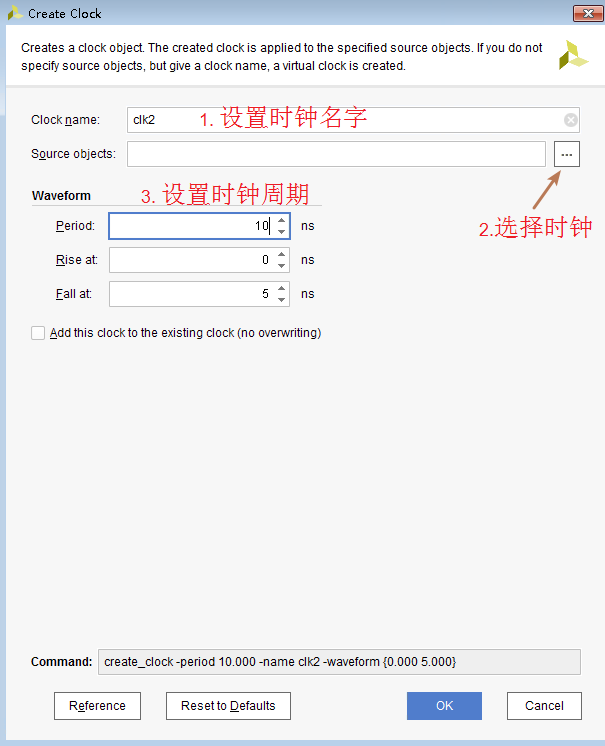 Create Clock
Creates a clock object. The created clock is applied to the specified source objects. If you do not
specify source objects, but give a clock name, a virtual clock is created.
Clock name: clk2 1. 设置时钟名字
Source objects: ...
2.选择时钟
Waveform 3. 设置时钟周期
Period: 10 ns
Rise at: 0 ns
Fall at: 5 ns
Add this clock to the existing clock (no overwriting)
Command: create_clock -period 10.000 -name clk2 -waveform {0.000 5.000}
Reference Reset to Defaults OK Cancel